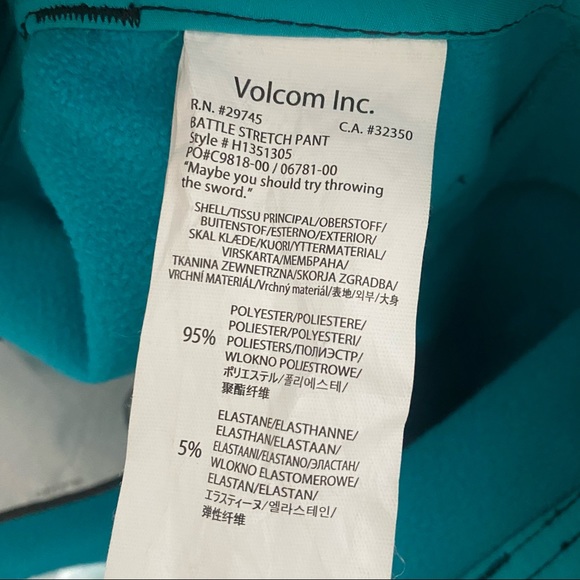 Volcom Inc.
R.N. #29745 C.A. #32350
BATTLE STRETCH PANT
Style # H1351305
PO#C9818-00 / 06781-00
"Maybe you should try throwing
the sword."
SHELL/TISSU PRINCIPAL/OBERSTOFF/
BUITENSTOF/ESTERNO/EXTERIOR/
SKAL KLÆDE/KUORI/YTTERMATERIAL/
VIRSKARTA/МЕМБРАНА/
TKANINA ZEWNETRZNA/SKORJA ZGRADBA/
VRCHNÍ MATERIÁL/Vrchný materiál/表地/외부/大身
95% POLYESTER/POLIESTERE/
POLIESTER/POLYESTERI/
POLIESTERS/ПОЛИЭСТР/
WLOKNO POLIESTROWE/
ポリエステル/폴리에스테/
聚酯纤维
5% ELASTANE/ELASTHANNE/
ELASTHAN/ELASTAAN/
ELASTAANI/ELASTANO/ЭЛАСТАН/
WLOKNO ELASTOMEROWE/
ELASTAN/ELASTAN/
エラスティーヌ/엘라스테인/
弹性纤维